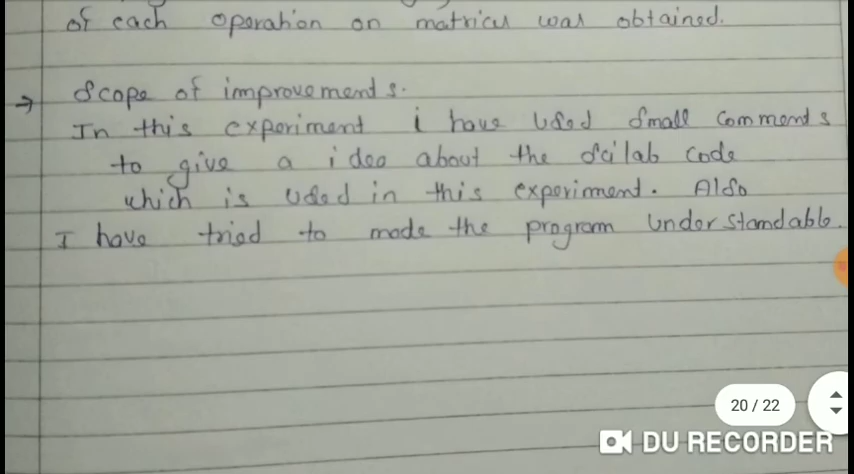 of each operation on matrices was obtained.
→ Scope of improvements.
In this experiment i have used small comments
to give a idea about the scilab code
which is used in this experiment. Also
I have tried to made the program understandable.
20 / 22
DU RECORDER